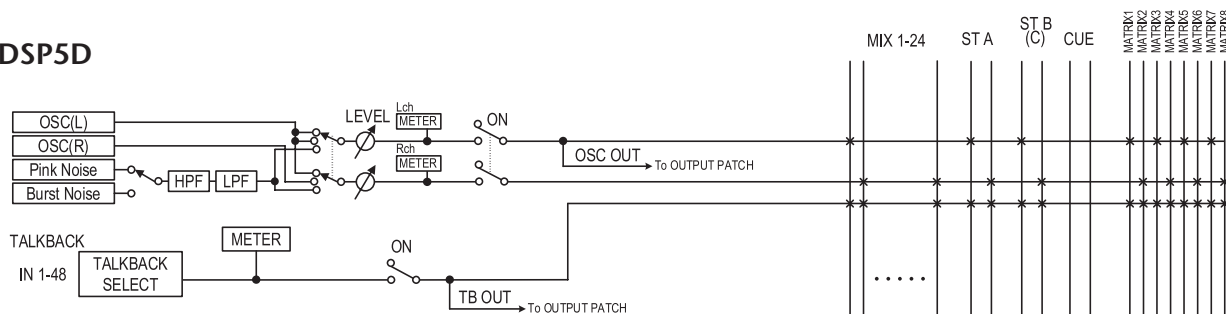 DSP5D
MIX 1-24
ST A
ST B
(C)
CUE
MATRIX1
MATRIX2
MATRIX3
MATRIX4
MATRIX5
MATRIX6
MATRIX7
MATRIX8
OSC(L)
OSC(R)
Pink Noise
Burst Noise
HPF
LPF
LEVEL
Lch
METER
Rch
METER
ON
OSC OUT
To OUTPUT PATCH
TALKBACK
IN 1-48
TALKBACK
SELECT
METER
ON
TB OUT
To OUTPUT PATCH